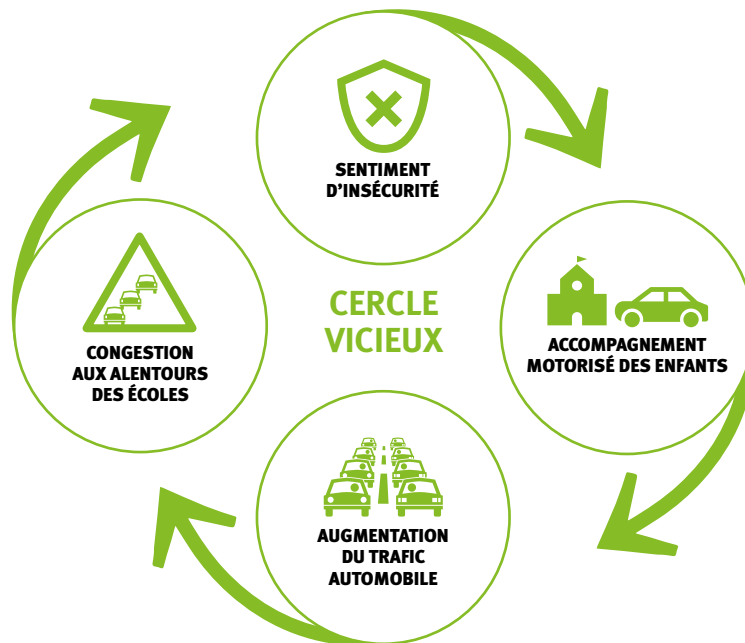 SENTIMENT
D'INSÉCURITÉ
CERCLE
VICIEUX
ACCOMPAGNEMENT
MOTORISÉ DES ENFANTS
CONGESTION
AUX ALENTOURS
DES ÉCOLES
AUGMENTATION
DU TRAFIC
AUTOMOBILE